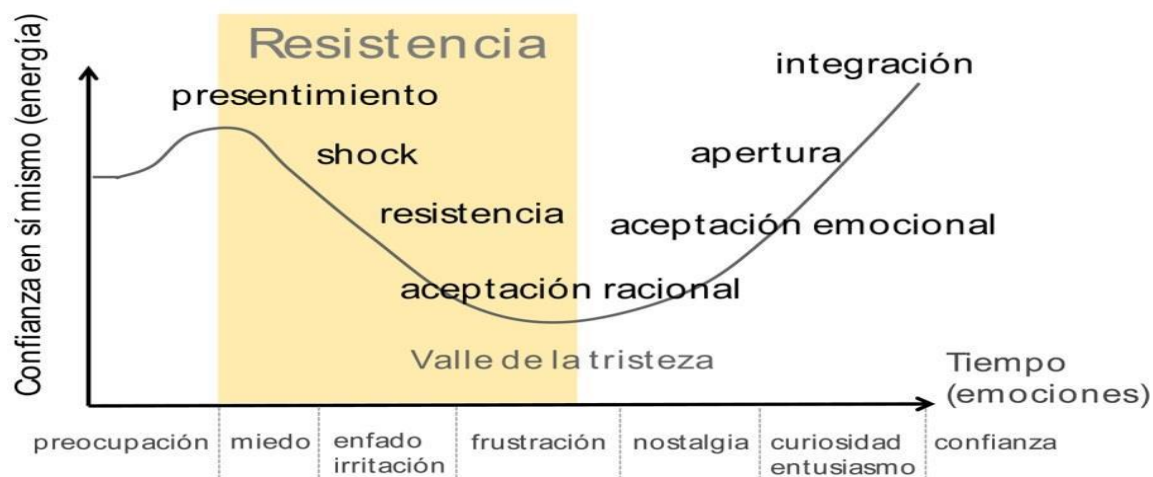 Confianza en sí mismo (energía)
Resistencia
presentimiento
integración
shock
apertura
resistencia
aceptación emocional
aceptación racional
Valle de la tristeza
Tiempo
(emociones)
preocupación
miedo
enfado
irritación
frustración
nostalgia
curiosidad
entusiasmo
confianza